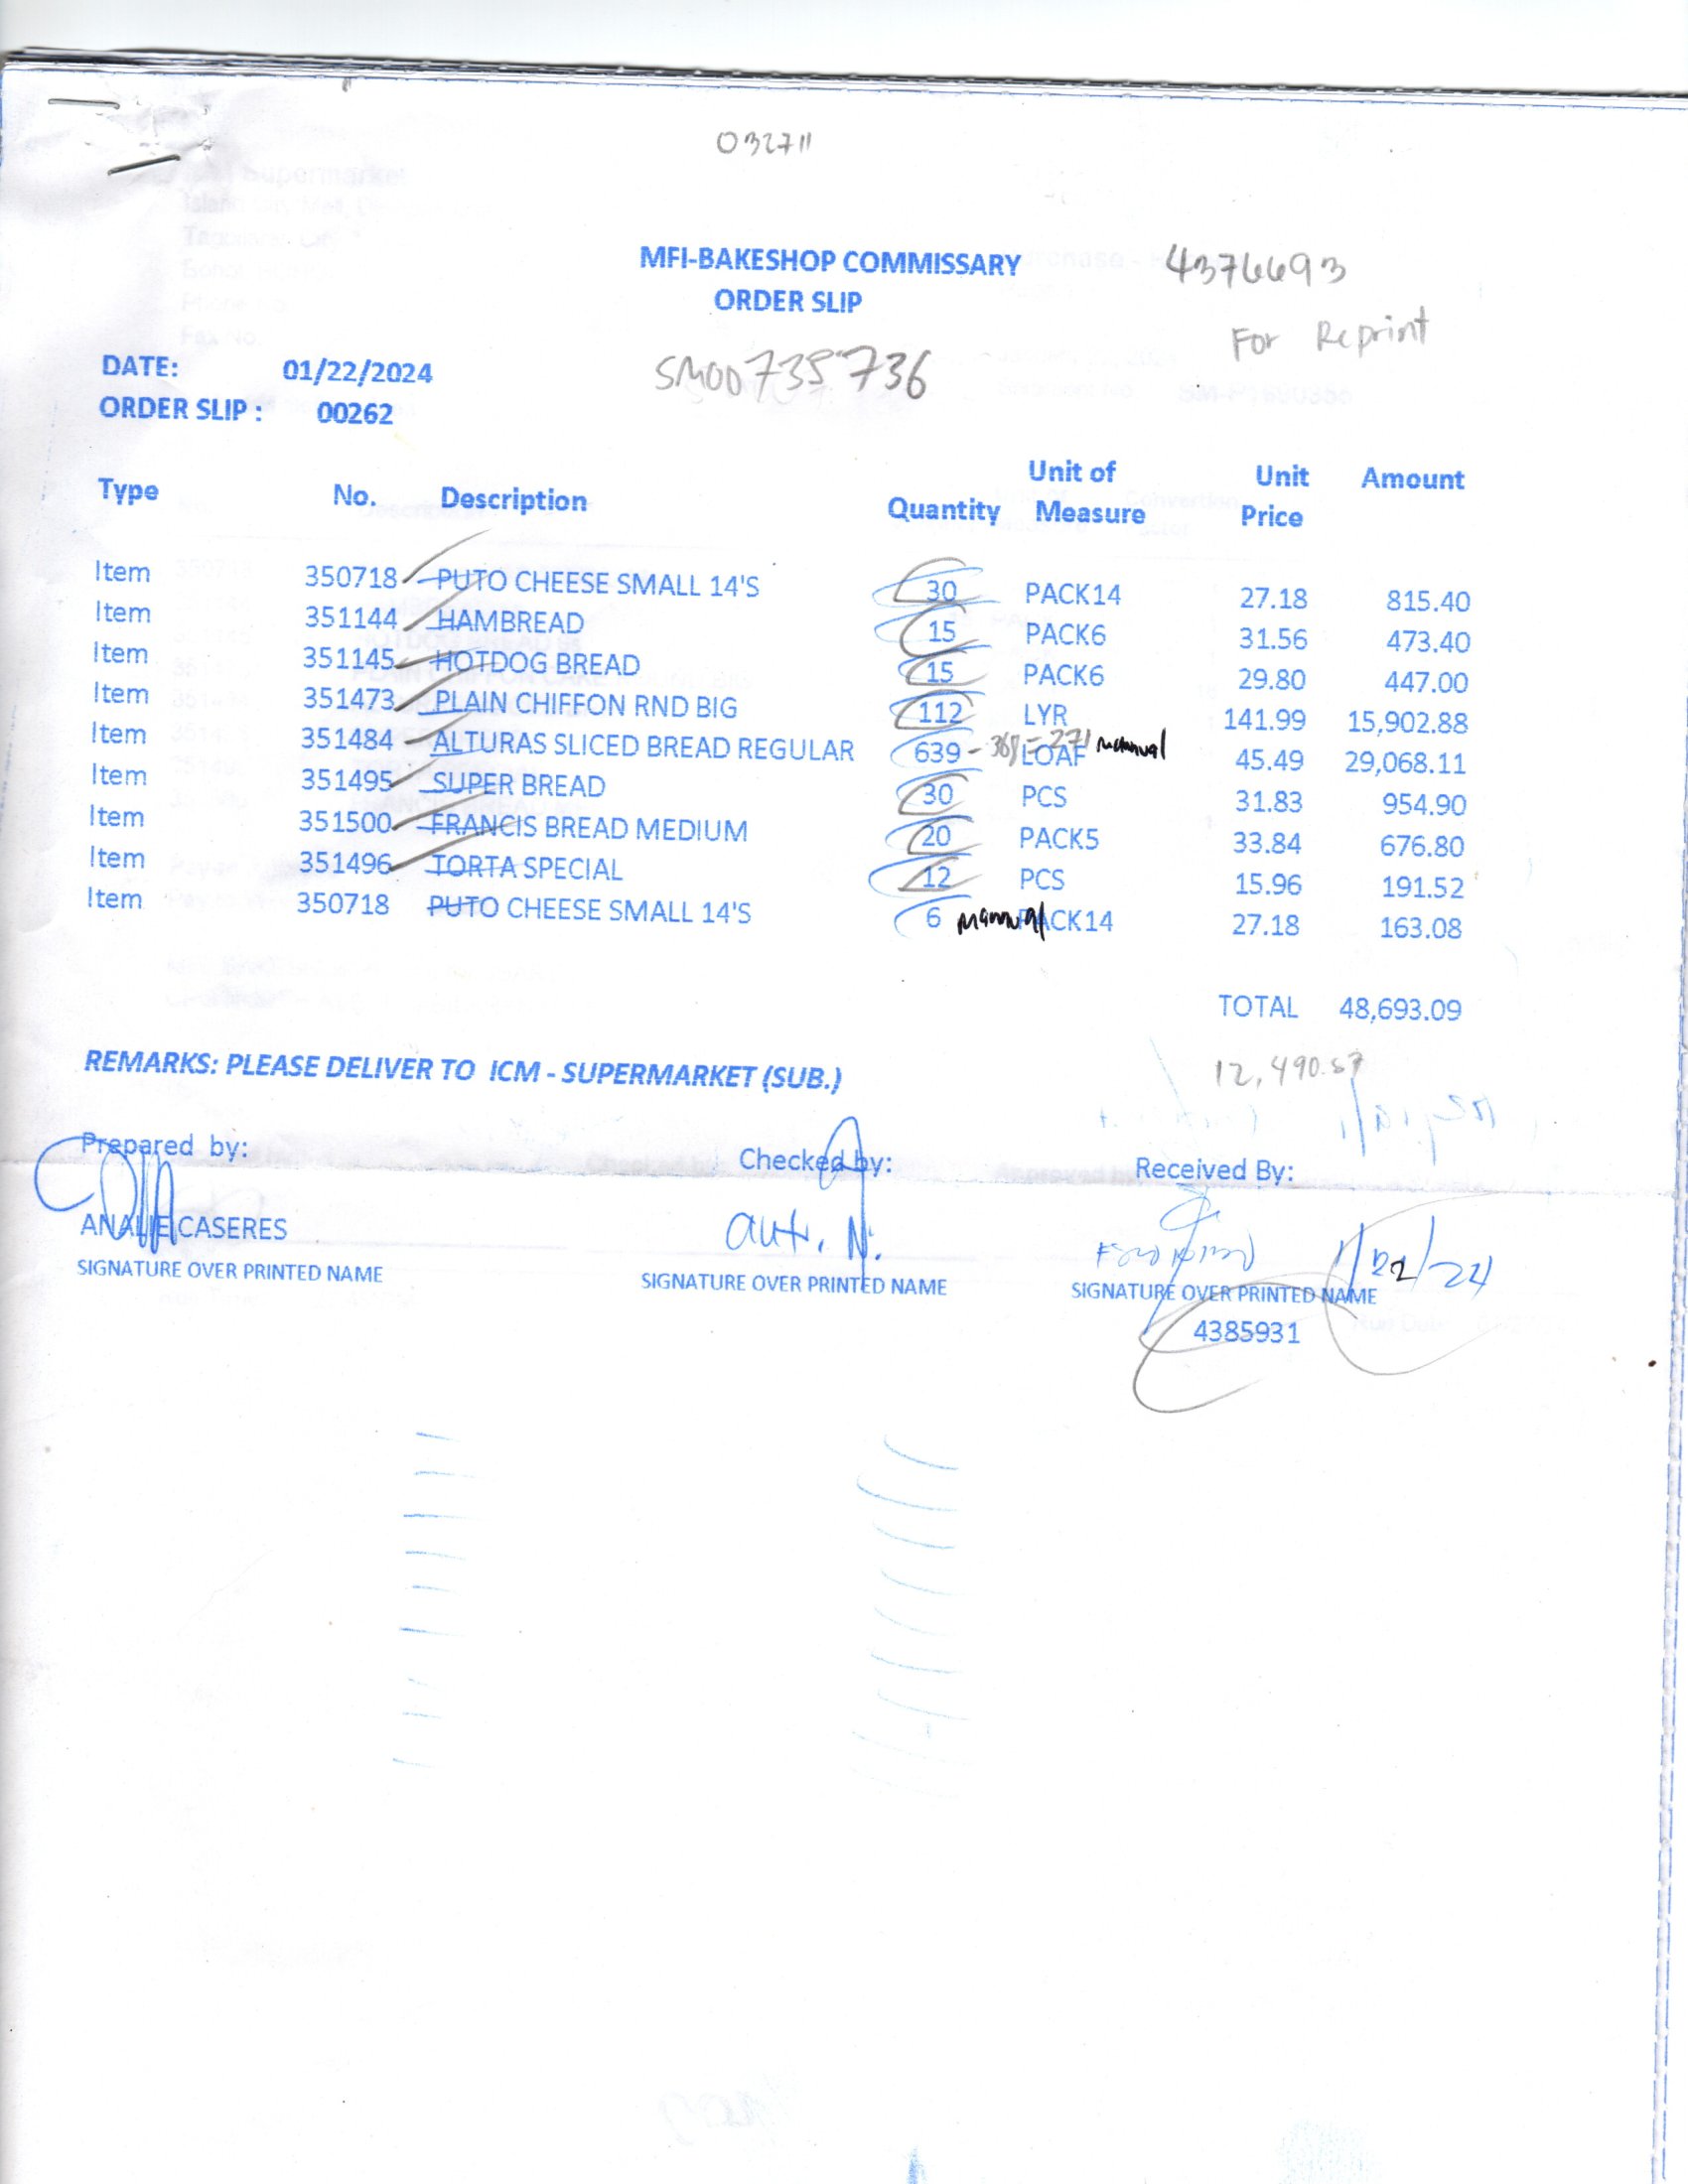 032711
MFI-BAKESHOP COMMISSARY
4376693
ORDER SLIP
For Reprint
DATE: 01/22/2024
SM00735736
ORDER SLIP : 00262
Type No. Description Quantity Unit of Measure Unit Price Amount
Item 350718 PUTO CHEESE SMALL 14'S 30 PACK14 27.18 815.40
Item 351144 HAMBREAD 15 PACK6 31.56 473.40
Item 351145 HOTDOG BREAD 15 PACK6 29.80 447.00
Item 351473 PLAIN CHIFFON RND BIG 112 LYR 141.99 15,902.88
Item 351484 ALTURAS SLICED BREAD REGULAR 639 - 368 = 271 manual LOAF 45.49 29,068.11
Item 351495 SUPER BREAD 30 PCS 31.83 954.90
Item 351500 FRANCIS BREAD MEDIUM 20 PACK5 33.84 676.80
Item 351496 TORTA SPECIAL 12 PCS 15.96 191.52
Item 350718 PUTO CHEESE SMALL 14'S 6 manual PACK14 27.18 163.08
TOTAL 48,693.09
12,490.57
REMARKS: PLEASE DELIVER TO ICM - SUPERMARKET (SUB.)
Prepared by: Checked by: Received By:
ANALIE CASERES 1/22/24
SIGNATURE OVER PRINTED NAME SIGNATURE OVER PRINTED NAME SIGNATURE OVER PRINTED NAME
4385931